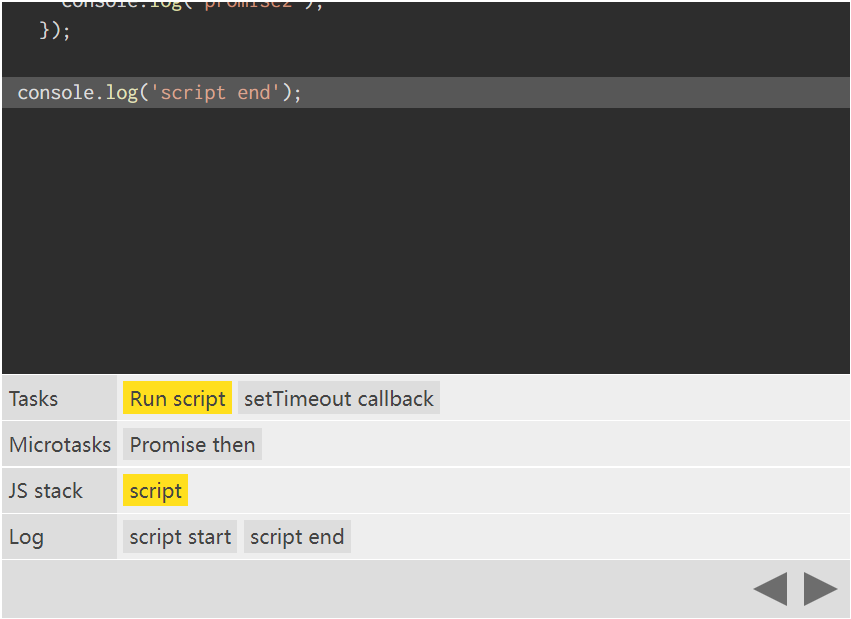 console.log('promise2');
});
console.log('script end');
Tasks Run script setTimeout callback
Microtasks Promise then
JS stack script
Log script start script end